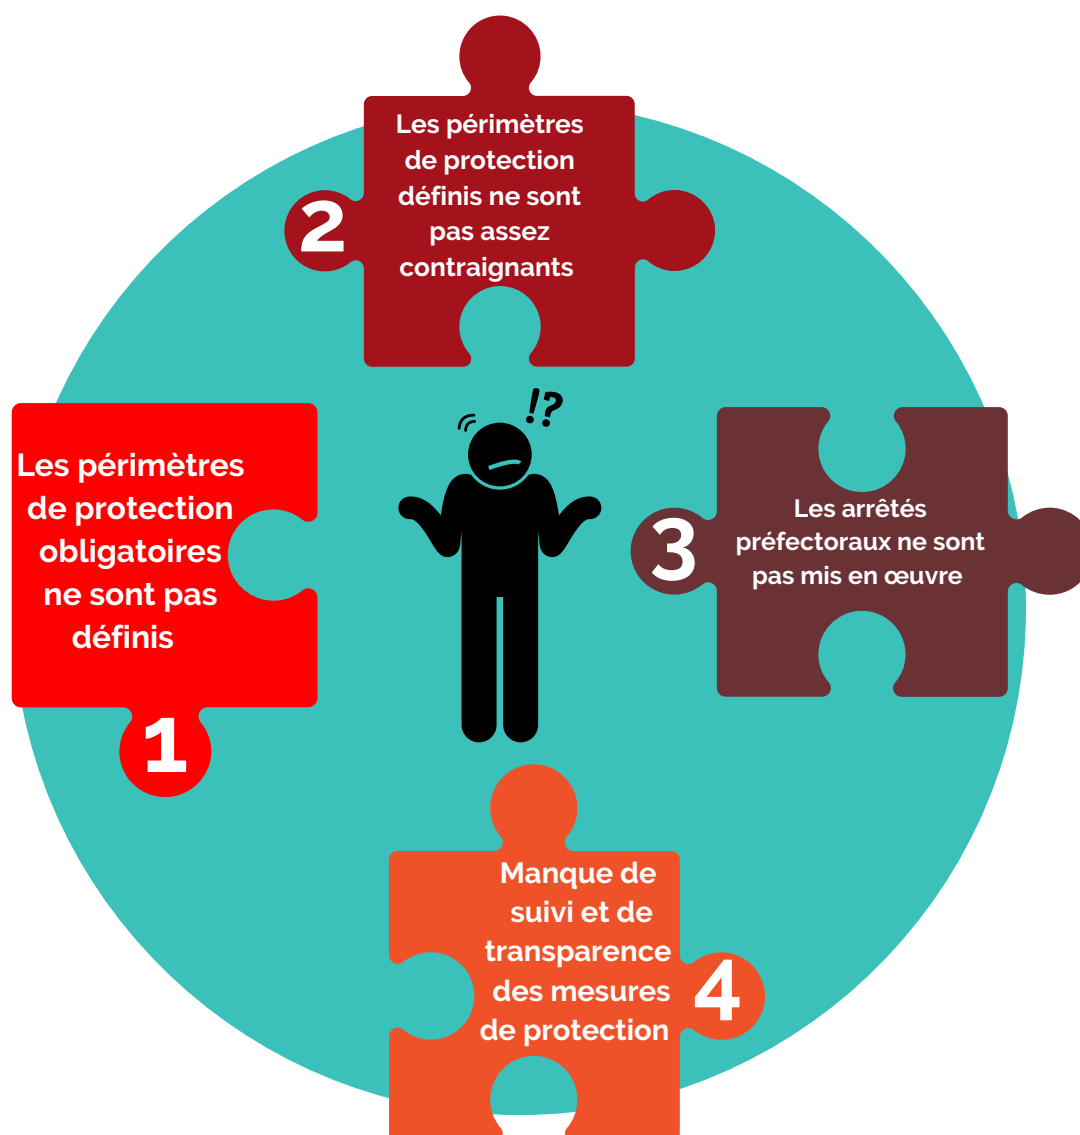 Les périmètres
de protection
obligatoires
ne sont pas
définis
1
Les périmètres
de protection
définis ne sont
pas assez
contraignants
2
!?
Les arrêtés
préfectoraux ne sont
pas mis en œuvre
3
Manque de
suivi et de
transparence
des mesures
de protection
4